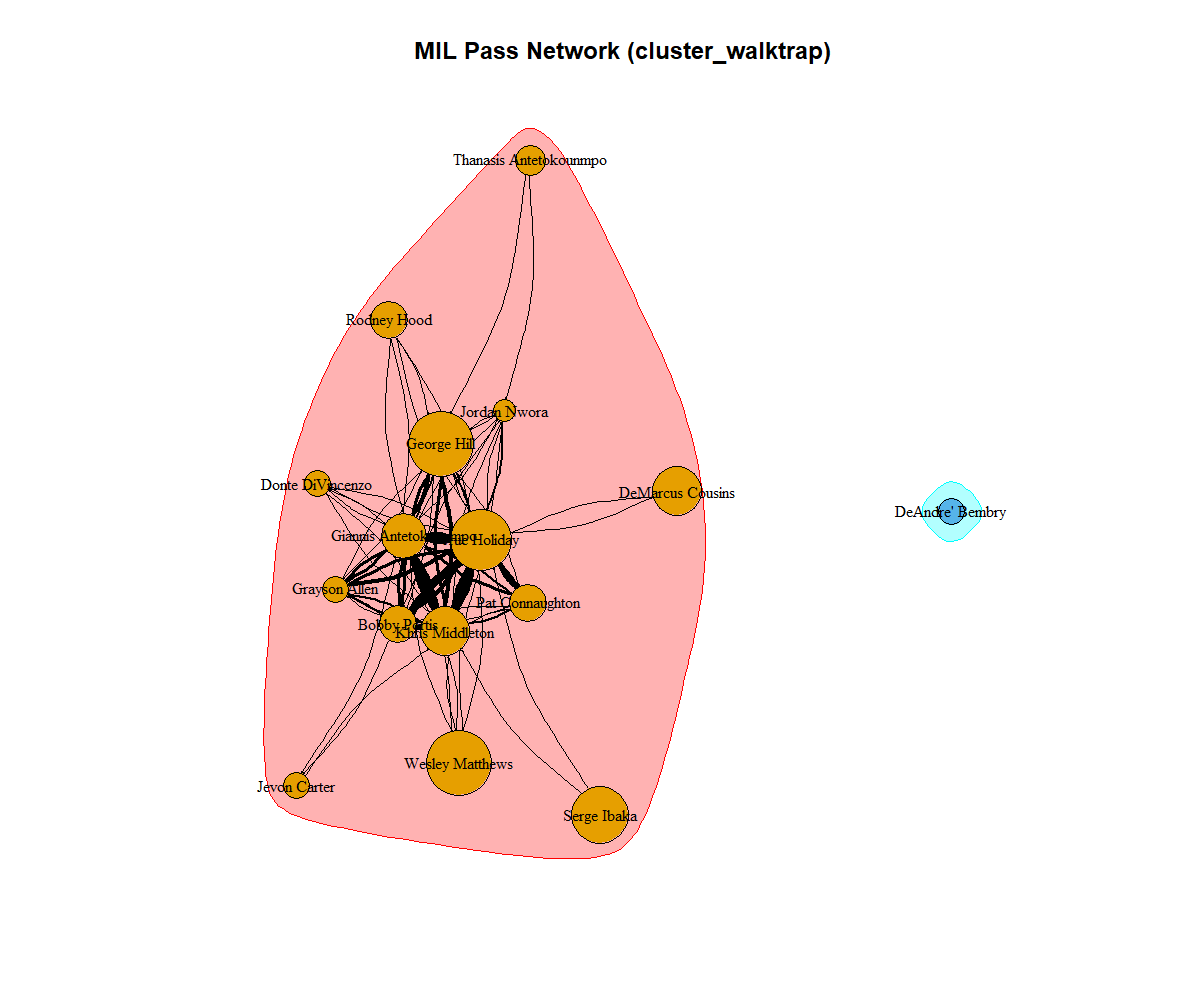 MIL Pass Network (cluster_walktrap)
Thanasis Antetokounmpo
Rodney Hood
Jordan Nwora
George Hill
Donte DiVincenzo
DeMarcus Cousins
DeAndre' Bembry
Giannis Antetokounmpo
Holiday
Grayson Allen
Pat Connaughton
Bobby Portis
Khris Middleton
Wesley Matthews
Jevon Carter
Serge Ibaka